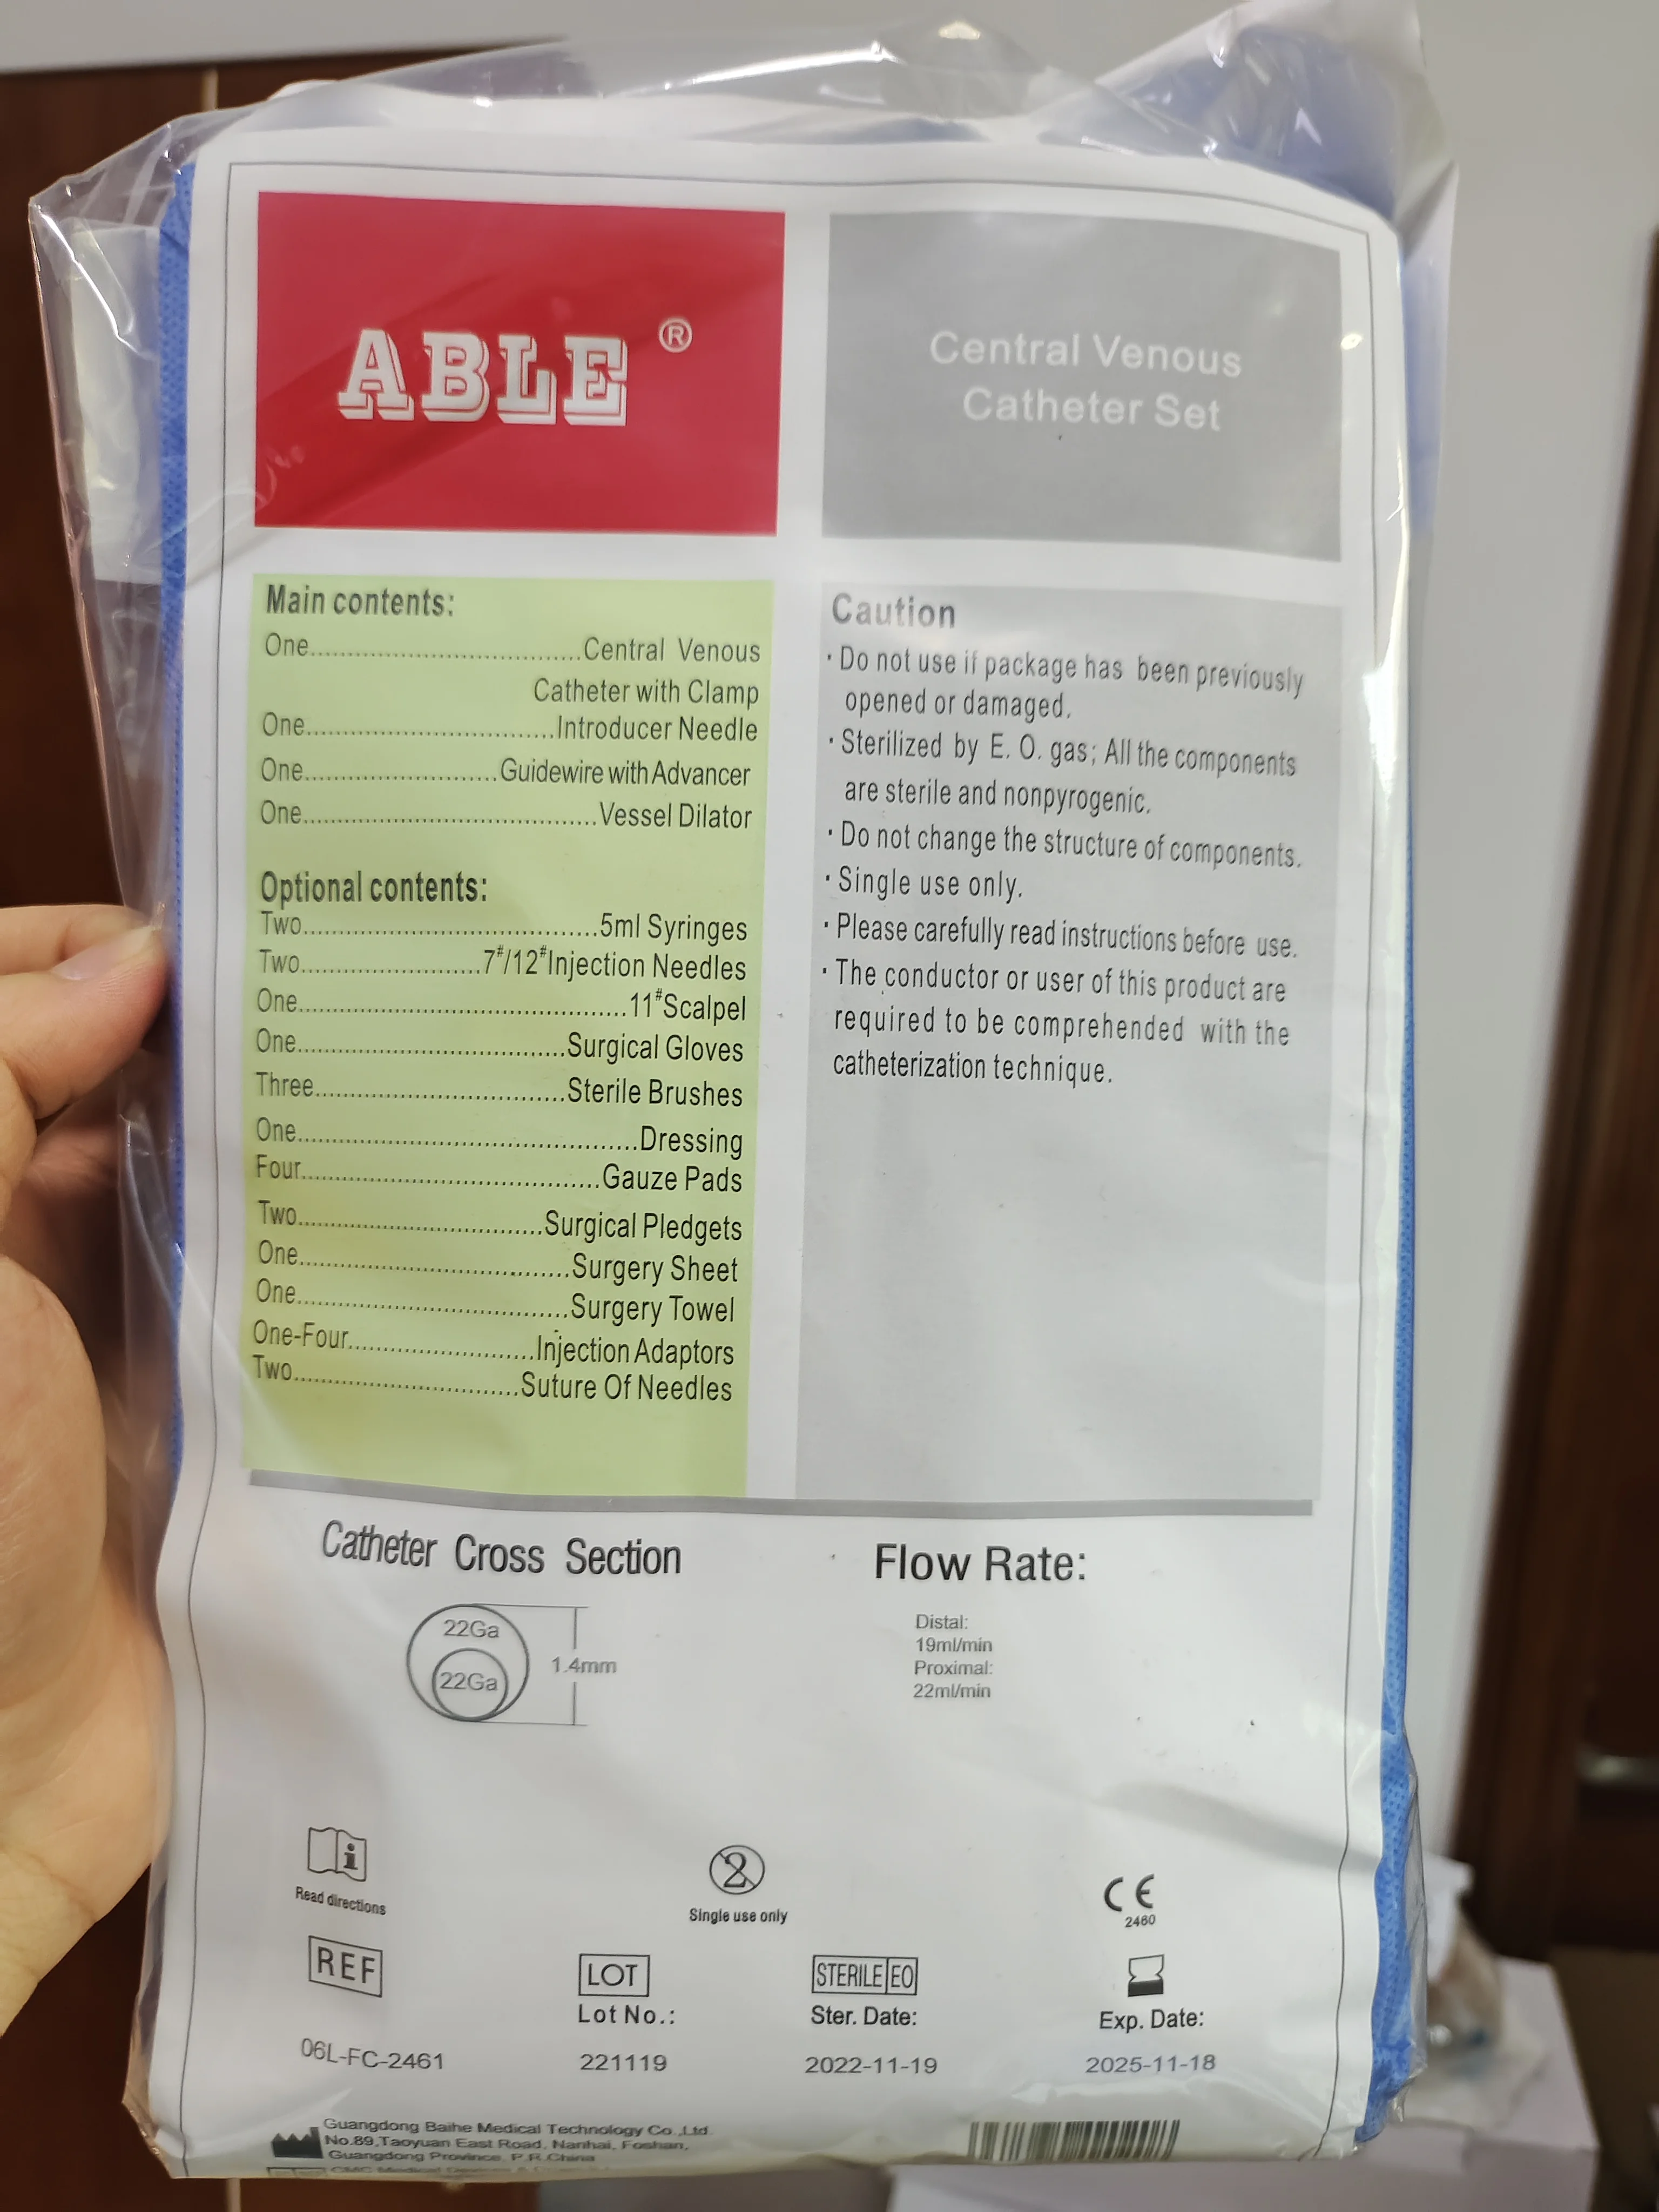 ABLE ®
Central Venous
Catheter Set
Main contents:
One..................................Central Venous
Catheter with Clamp
One..................................Introducer Needle
One..........................Guidewire with Advancer
One.......................................Vessel Dilator
Optional contents:
Two.......................................5ml Syringes
Two........................7#/12#Injection Needles
One................................................11#Scalpel
One....................................Surgical Gloves
Three..................................Sterile Brushes
One.............................................Dressing
Four.......................................Gauze Pads
Two................................Surgical Pledgets
One....................................Surgery Sheet
One....................................Surgery Towel
One-Four.........................Injection Adaptors
Two..............................Suture Of Needles
Caution
· Do not use if package has been previously
opened or damaged.
· Sterilized by E. O. gas; All the components
are sterile and nonpyrogenic.
· Do not change the structure of components.
· Single use only.
· Please carefully read instructions before use.
· The conductor or user of this product are
required to be comprehended with the
catheterization technique.
Catheter Cross Section
22Ga
22Ga
1.4mm
Flow Rate:
Distal:
19ml/min
Proximal:
22ml/min
Read directions
2
Single use only
CE
2460
REF
06L-FC-2461
LOT
Lot No.:
221119
STERILE EO
Ster. Date:
2022-11-19
Exp. Date:
2025-11-18
Guangdong Baihe Medical Technology Co.,Ltd.
No.89,Taoyuan East Road, Nanhai, Foshan,
Guangdong Province, P.R.China
CMC Medical Devices &